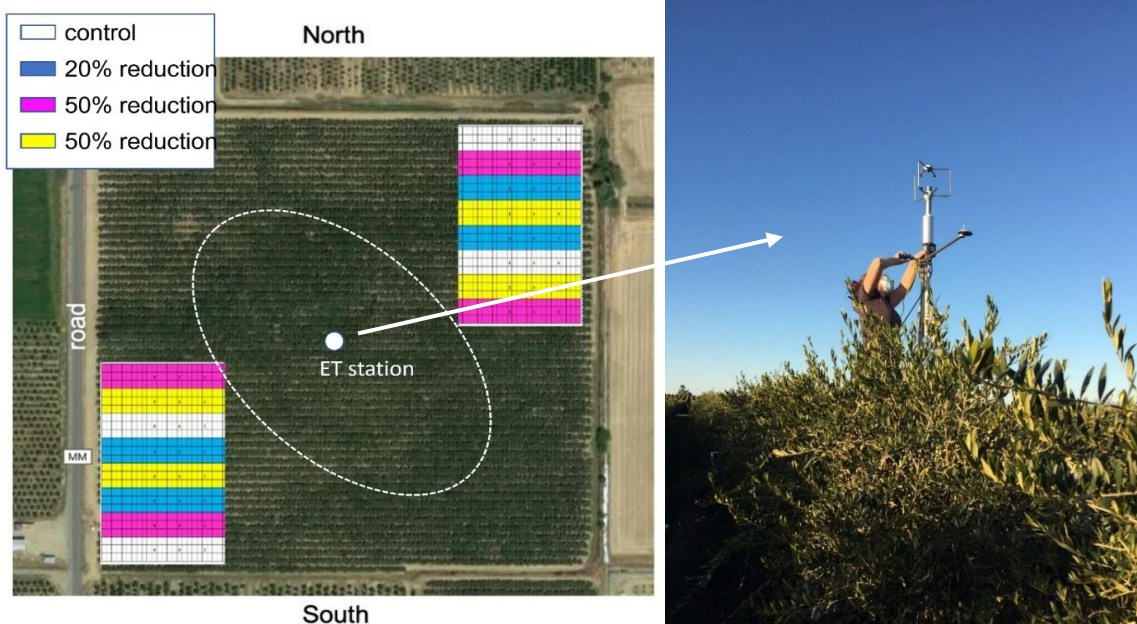 control
20% reduction
50% reduction
50% reduction
North
road
ET station
MM
South